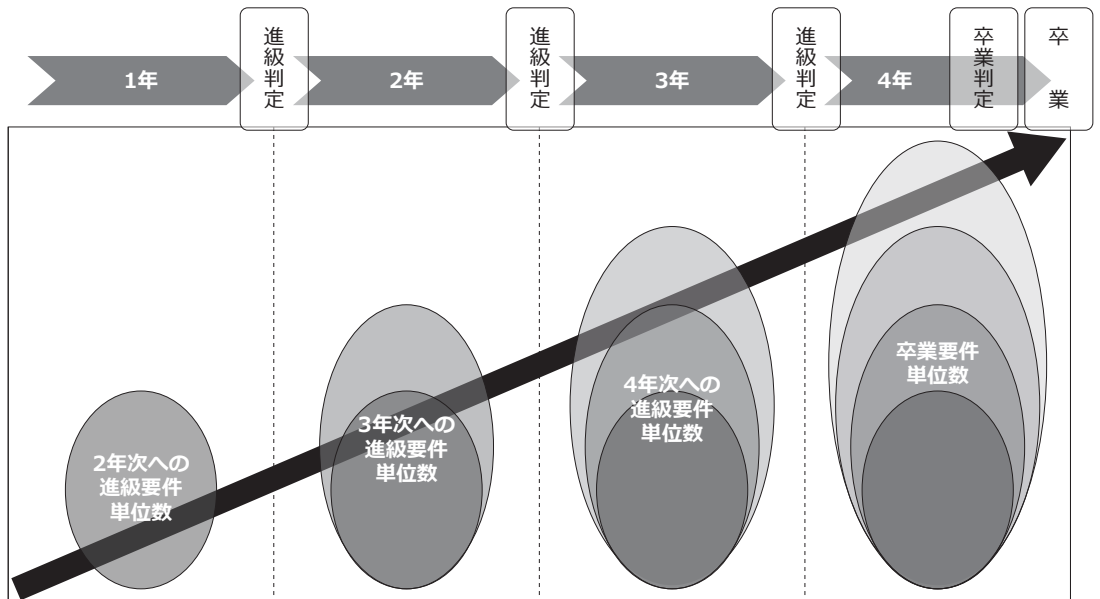 1年
進級判定
2年
進級判定
3年
進級判定
4年
卒業判定
卒業
2年次への
進級要件
単位数
3年次への
進級要件
単位数
4年次への
進級要件
単位数
卒業要件
単位数